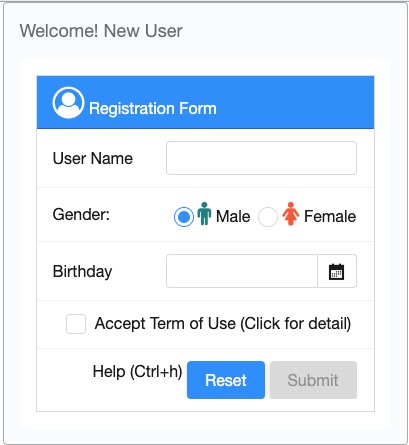 Welcome! New User
Registration Form
User Name
Gender: Male Female
Birthday
Accept Term of Use (Click for detail)
Help (Ctrl+h) Reset Submit